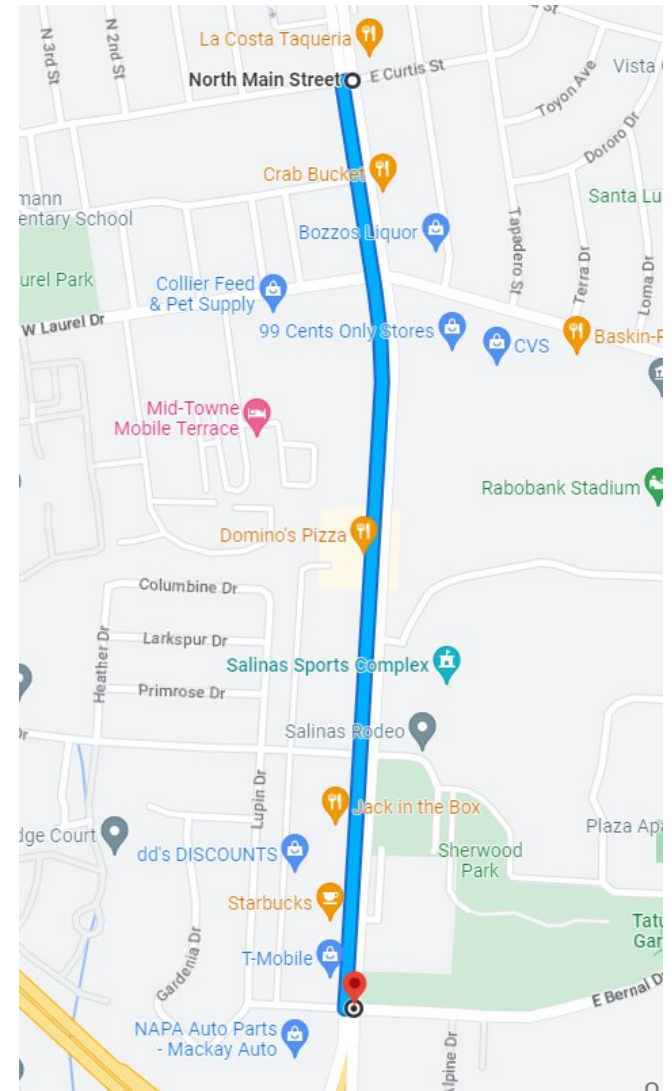 La Costa Taqueria
N 3rd St
N 2nd St
North Main Street
E Curtis St
Toyon Ave
Vista
Dororo Dr
Crab Bucket
mann
entary School
Santa Lu
Bozzos Liquor
Tapadero St
Terra Dr
Loma Dr
urel Park
Collier Feed
& Pet Supply
W Laurel Dr
99 Cents Only Stores
CVS
Baskin-R
Mid-Towne
Mobile Terrace
Rabobank Stadium
Domino's Pizza
Columbine Dr
Heather Dr
Larkspur Dr
Salinas Sports Complex
Primrose Dr
Salinas Rodeo
Dr
Lupin Dr
Jack in the Box
dge Court
Plaza Apa
dd's DISCOUNTS
Sherwood
Park
Starbucks
Tatu
Gar
Gardenia Dr
T-Mobile
E Bernal Dr
NAPA Auto Parts
- Mackay Auto
Alpine Dr